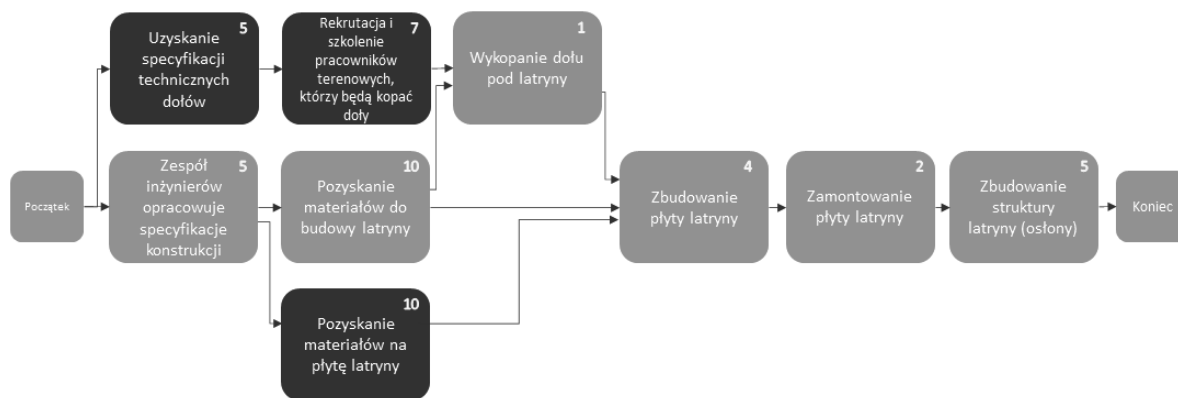 5
Uzyskanie
specyfikacji
technicznych
dołów
7
Rekrutacja i
szkolenie
pracowników
terenowych,
którzy będą kopać
doły
1
Wykopanie dołu
pod latryny
Początek
5
Zespół
inżynierów
opracowuje
specyfikacje
konstrukcji
10
Pozyskanie
materiałów do
budowy latryny
4
Zbudowanie
płyty latryny
2
Zamontowanie
płyty latryny
5
Zbudowanie
struktury
latryny (osłony)
Koniec
10
Pozyskanie
materiałów na
płytę latryny